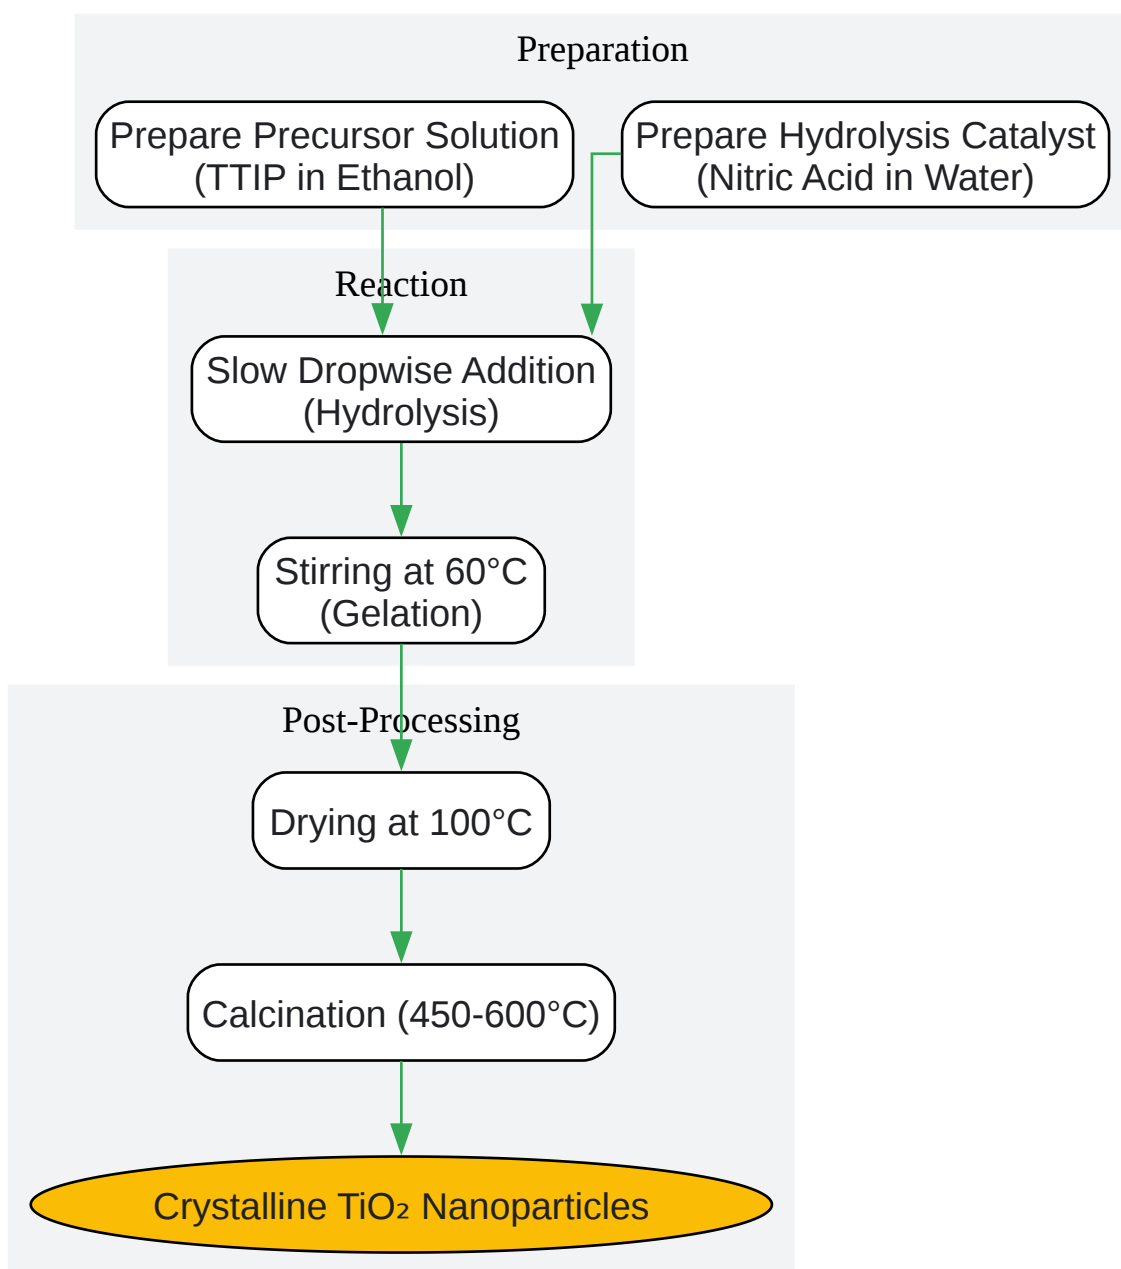 Preparation
Prepare Precursor Solution
(TTIP in Ethanol)
Prepare Hydrolysis Catalyst
(Nitric Acid in Water)
Reaction
Slow Dropwise Addition
(Hydrolysis)
Stirring at 60°C
(Gelation)
Post-Processing
Drying at 100°C
Calcination (450-600°C)
Crystalline TiO₂ Nanoparticles